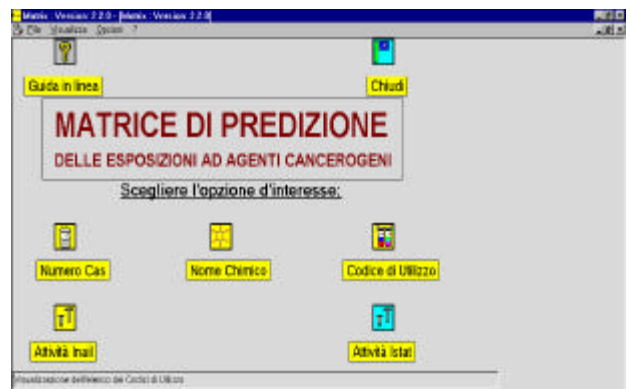 Matrix : Version: 2.2.0 - [Matrix : Version 2.2.0]
File Visualizza Opzioni ?
Guida in linea
Chiudi
MATRICE DI PREDIZIONE
DELLE ESPOSIZIONI AD AGENTI CANCEROGENI
Scegliere l'opzione d'interesse:
Numero Cas
Nome Chimico
Codice di Utilizzo
Attività Inail
Attività Istat
Visualizzazione dell'elenco dei Codici di Utilizzo